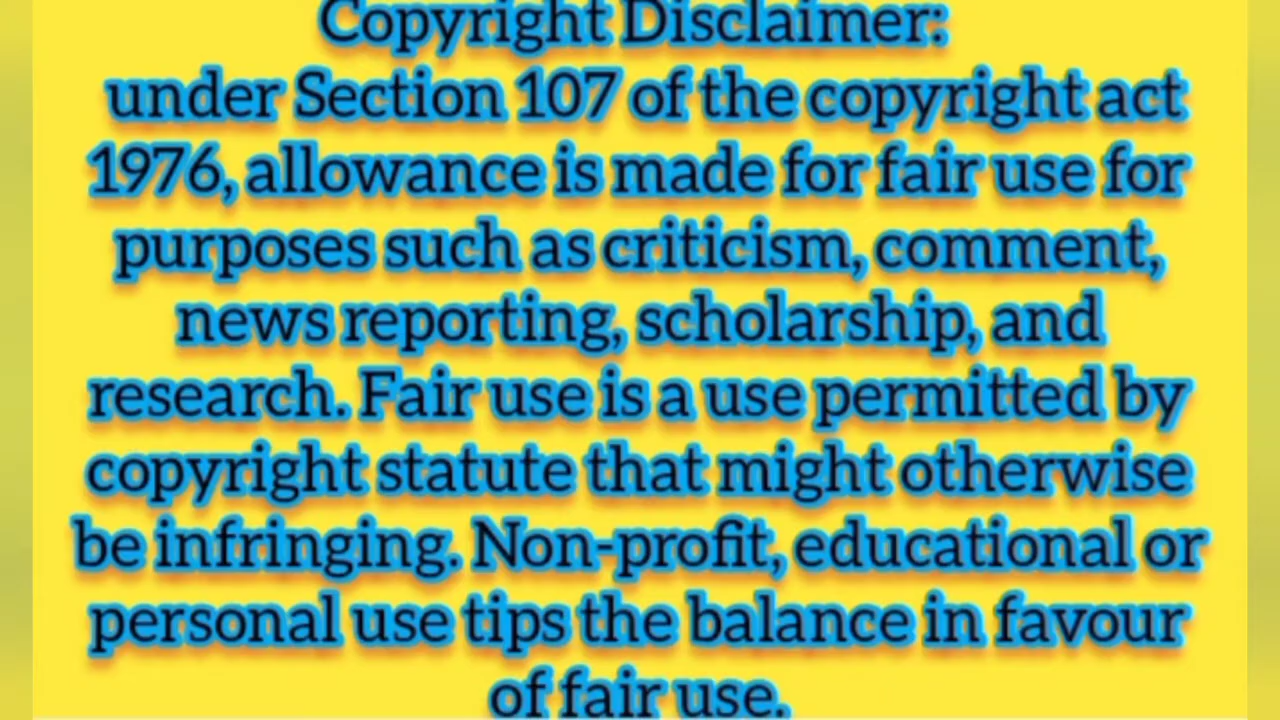 Copyright Disclaimer:
under Section 107 of the copyright act
1976, allowance is made for fair use for
purposes such as criticism, comment,
news reporting, scholarship, and
research. Fair use is a use permitted by
copyright statute that might otherwise
be infringing. Non-profit, educational or
personal use tips the balance in favour
of fair use.